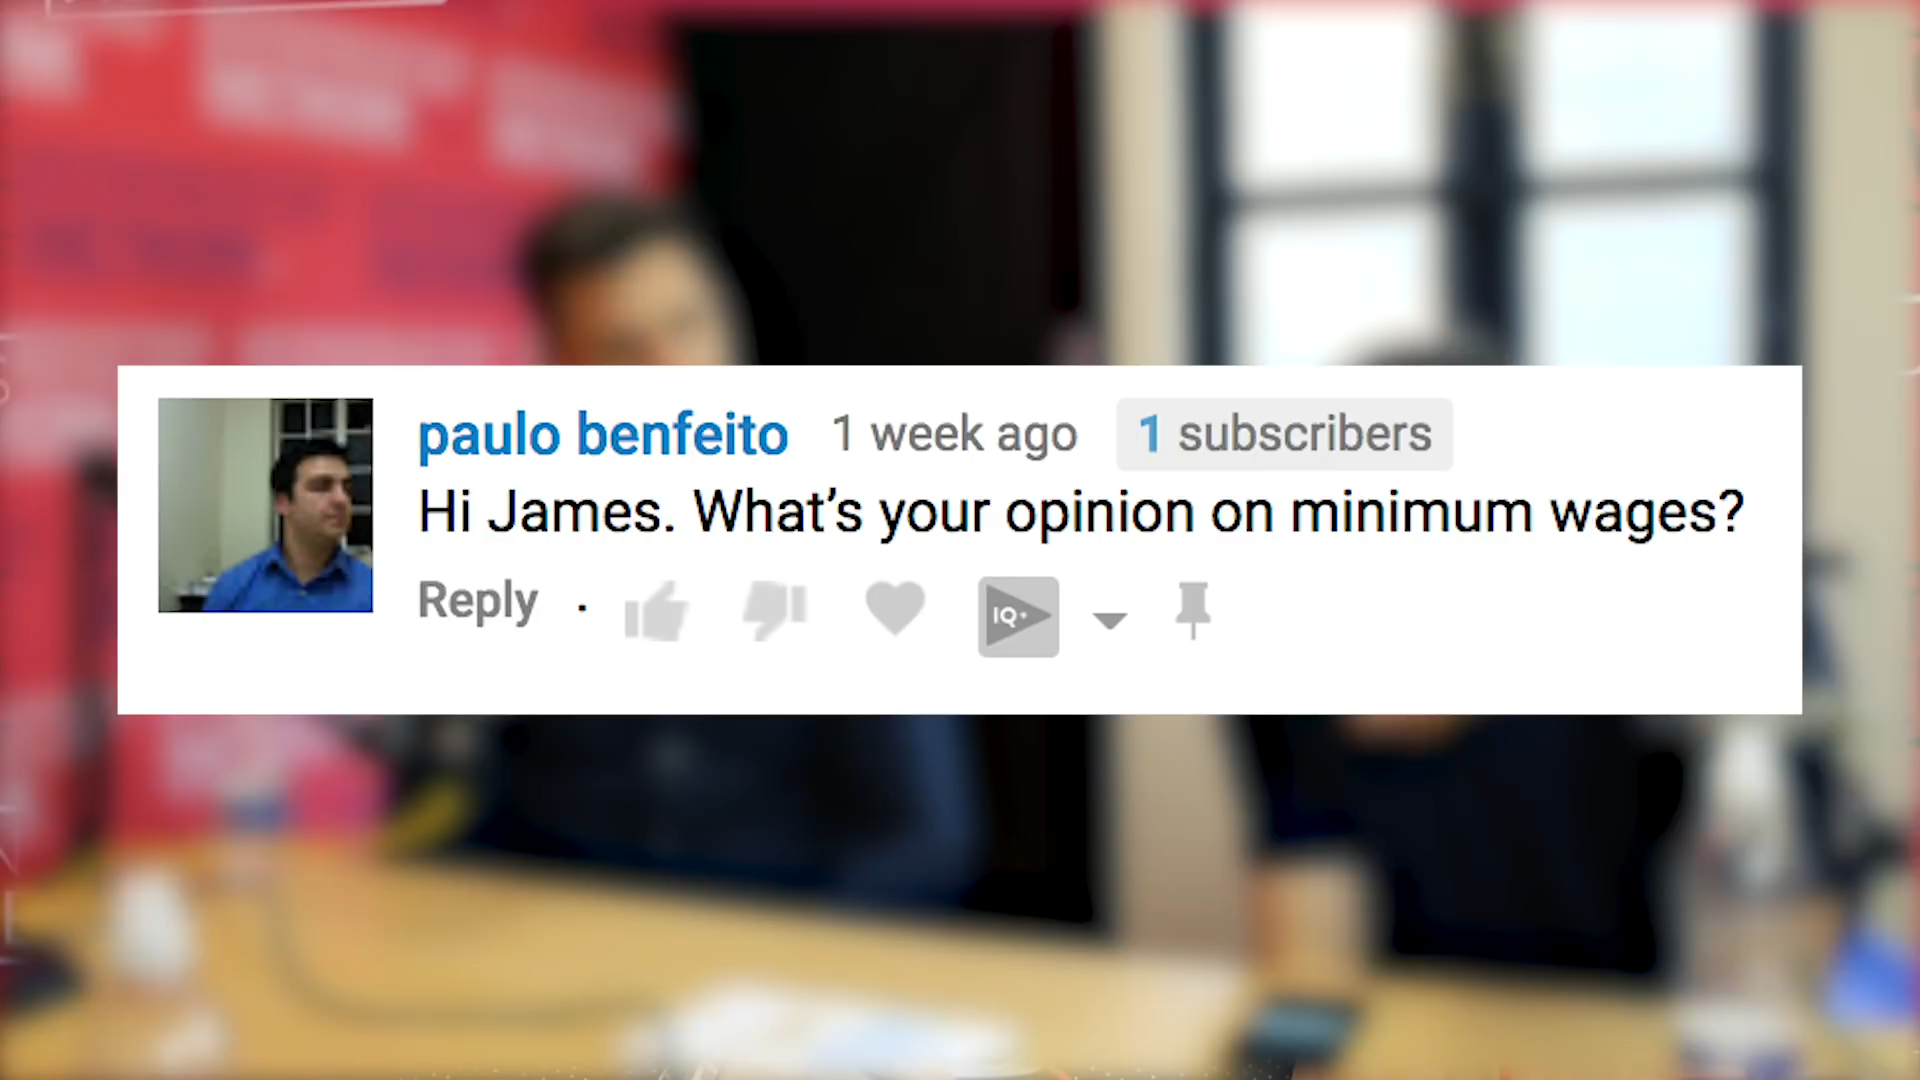 paulo benfeito 1 week ago 1 subscribers
Hi James. What's your opinion on minimum wages?
Reply · IQ+